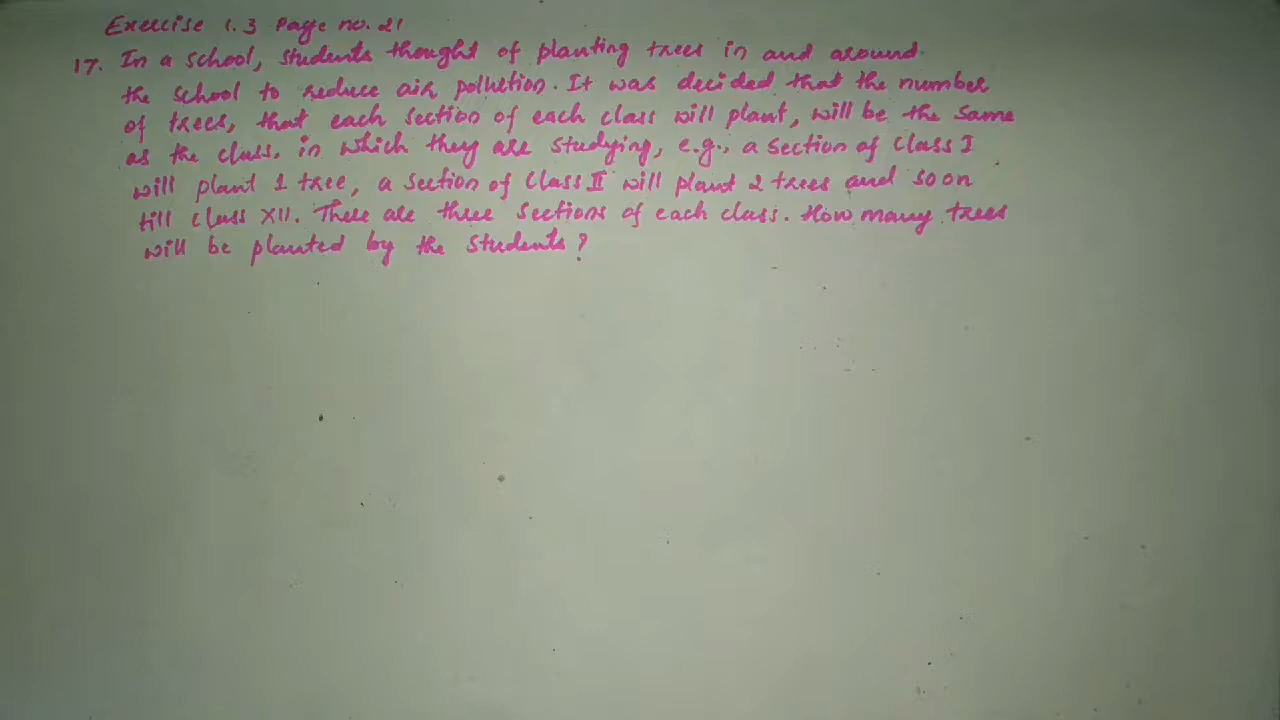 Exercise 1.3 Page no. 21
17. In a school, students thought of planting trees in and around.
the school to reduce air pollution. It was decided that the number
of trees, that each section of each class will plant, will be the same
as the class, in which they are studying, e.g., a section of class I
will plant 1 tree, a section of class II will plant 2 trees and so on
till class XII. There are three sections of each class. How many trees
will be planted by the students?